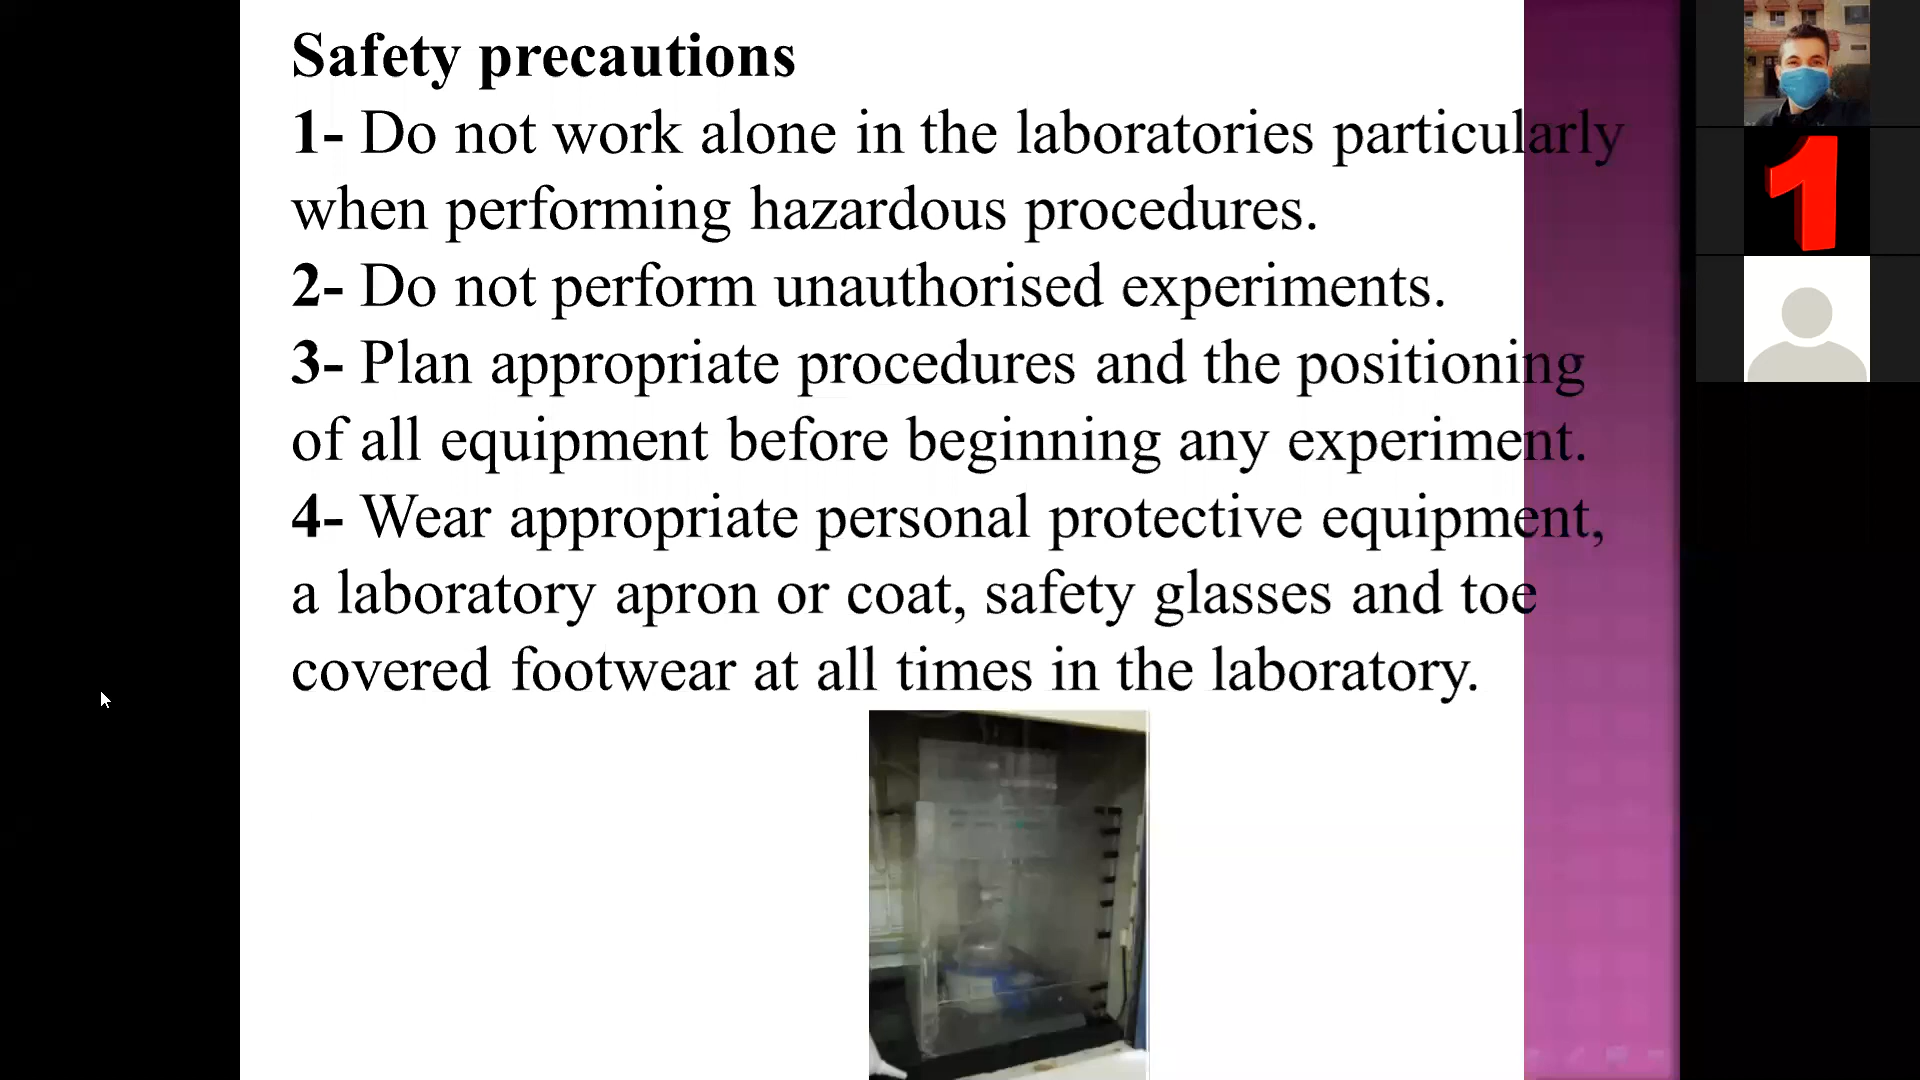 Safety precautions
1- Do not work alone in the laboratories particularly
when performing hazardous procedures.
2- Do not perform unauthorised experiments.
3- Plan appropriate procedures and the positioning
of all equipment before beginning any experiment.
4- Wear appropriate personal protective equipment,
a laboratory apron or coat, safety glasses and toe
covered footwear at all times in the laboratory.
1